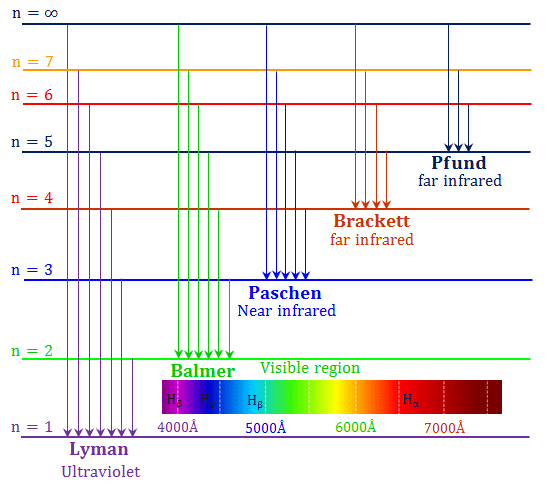 n = ∞
n = 7
n = 6
n = 5
Pfund
far infrared
n = 4
Brackett
far infrared
n = 3
Paschen
Near infrared
n = 2
Balmer
Visible region
Hδ Hγ Hβ Hα
n = 1
4000Å 5000Å 6000Å 7000Å
Lyman
Ultraviolet